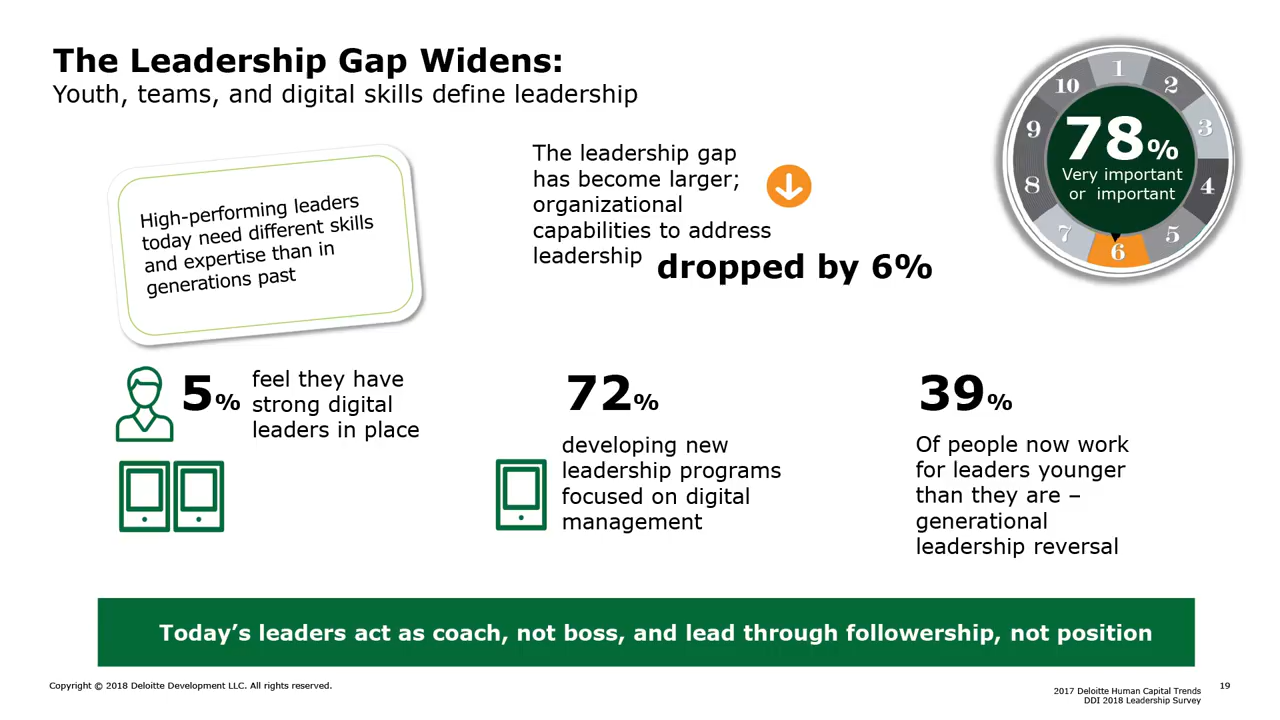 The Leadership Gap Widens:
Youth, teams, and digital skills define leadership
High-performing leaders
today need different skills
and expertise than in
generations past
The leadership gap
has become larger;
organizational
capabilities to address
leadership dropped by 6%
1
2
3
4
5
6
7
8
9
10
78%
Very important
or important
5%
feel they have
strong digital
leaders in place
72%
developing new
leadership programs
focused on digital
management
39%
Of people now work
for leaders younger
than they are –
generational
leadership reversal
Today’s leaders act as coach, not boss, and lead through followership, not position
Copyright © 2018 Deloitte Development LLC. All rights reserved.
2017 Deloitte Human Capital Trends
DDI 2018 Leadership Survey
19